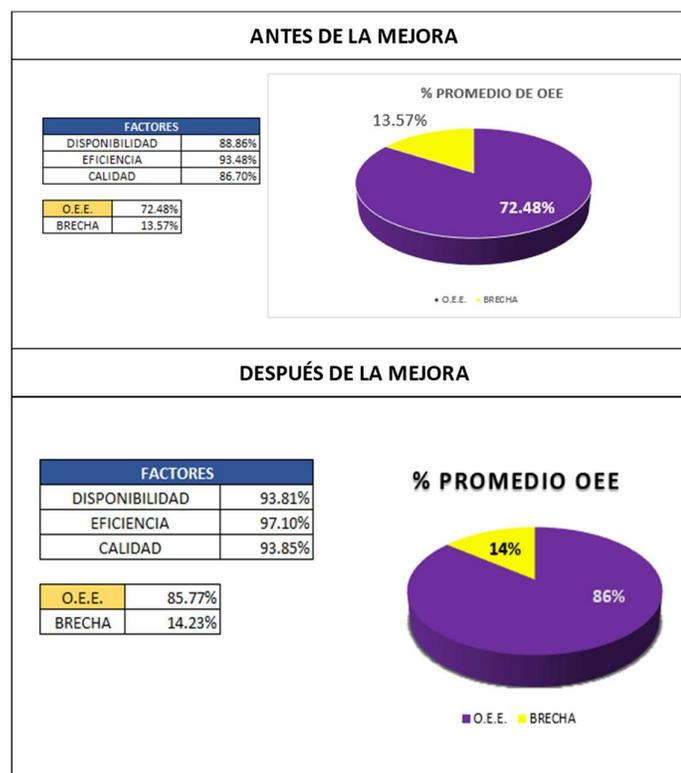 ANTES DE LA MEJORA
% PROMEDIO DE OEE
13.57%
72.48%
O.E.E. BRECHA
FACTORES
DISPONIBILIDAD 88.86%
EFICIENCIA 93.48%
CALIDAD 86.70%
O.E.E. 72.48%
BRECHA 13.57%
DESPUÉS DE LA MEJORA
FACTORES
DISPONIBILIDAD 93.81%
EFICIENCIA 97.10%
CALIDAD 93.85%
O.E.E. 85.77%
BRECHA 14.23%
% PROMEDIO OEE
14%
86%
O.E.E. BRECHA